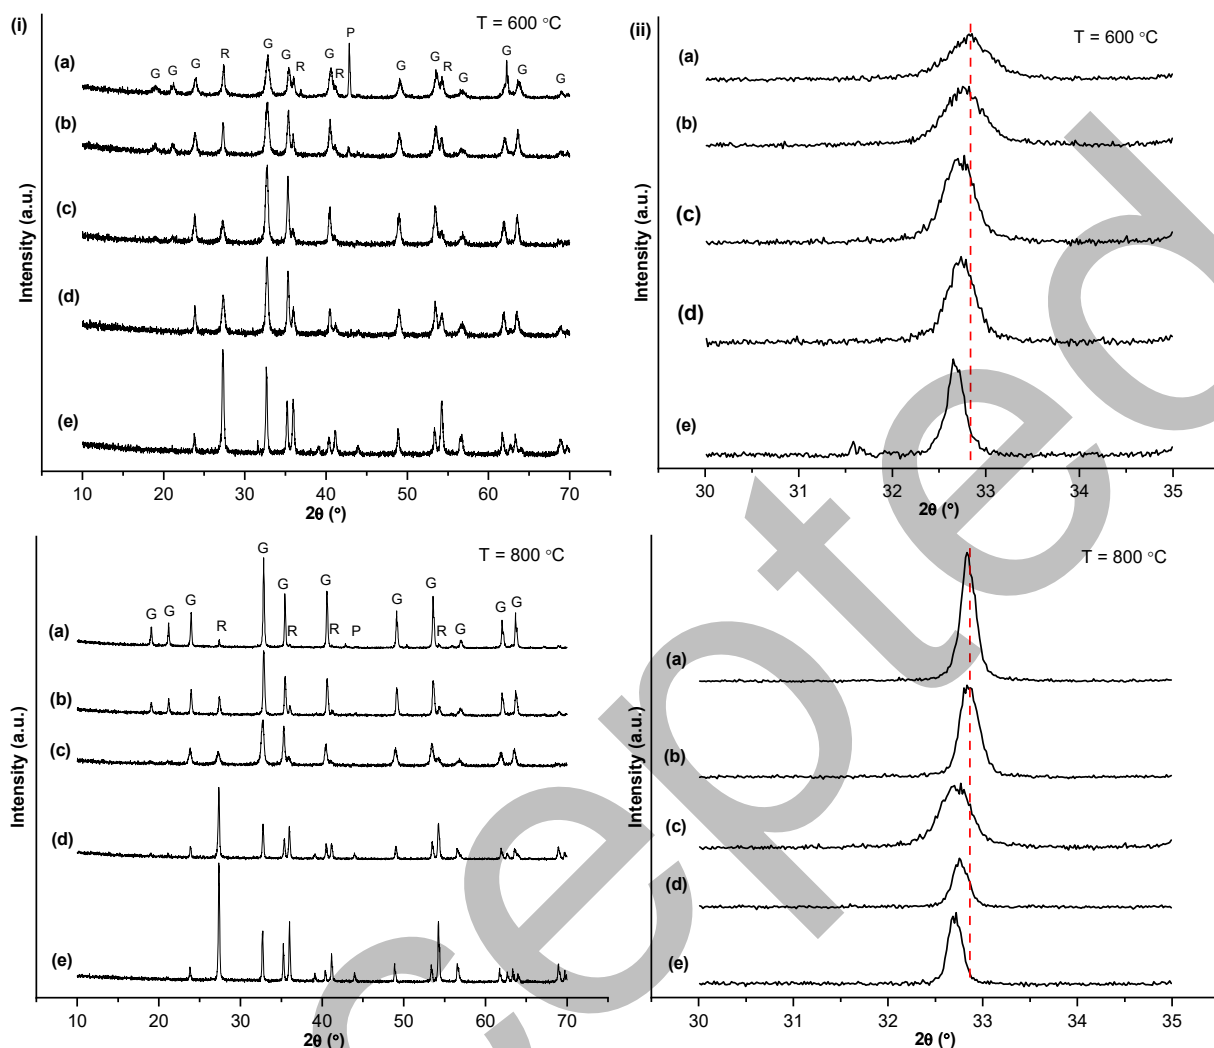 (i)
T = 600 °C
(a)
G G G R G G R G R P G G R G G G G
(b)
(c)
(d)
(e)
Intensity (a.u.)
10 20 30 40 50 60 70
2θ (°)
(ii)
T = 600 °C
(a)
(b)
(c)
(d)
(e)
Intensity (a.u.)
30 31 32 33 34 35
2θ (°)
T = 800 °C
(a)
G G G R G G R G R P G G R G G G
(b)
(c)
(d)
(e)
Intensity (a.u.)
10 20 30 40 50 60 70
2θ (°)
T = 800 °C
(a)
(b)
(c)
(d)
(e)
Intensity (a.u.)
30 31 32 33 34 35
2θ (°)
cepted